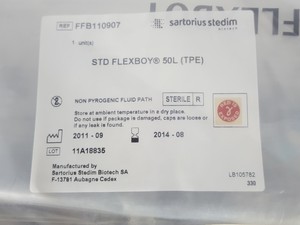 REF FFB110907
sartorius stedim
BIOTECH
1 unit(s)
STD FLEXBOY® 50L (TPE)
NON PYROGENIC FLUID PATH
STERILE R
Store at ambient temperature in a dry place.
Do not use if package is damaged, caps are loose or
if any leak is found.
2011 - 09
2014 - 08
LOT 11A18835
Manufactured by
Sartorius Stedim Biotech SA
F-13781 Aubagne Cedex
LB105782
330